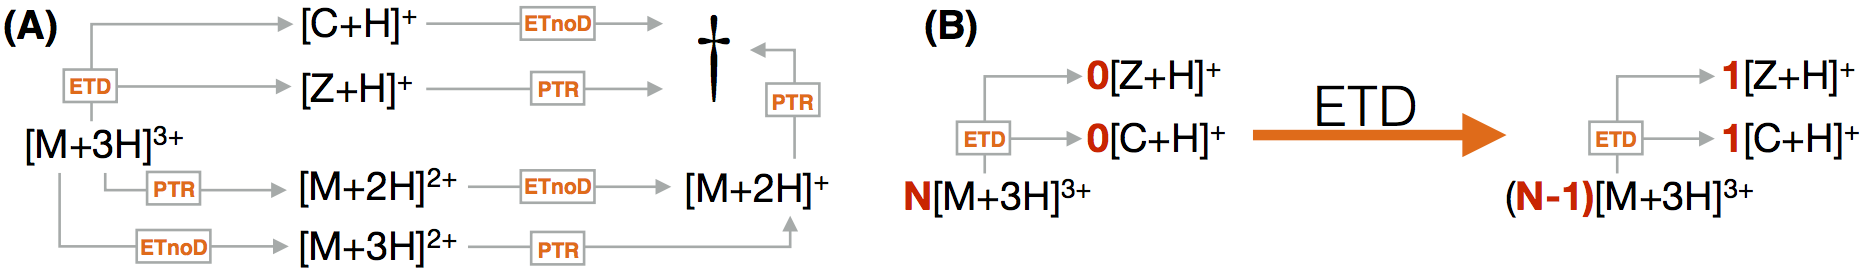 (A)
[C+H]⁺ ETnoD
ETD [Z+H]⁺ PTR †
PTR
[M+3H]³⁺
PTR [M+2H]²⁺ ETnoD [M+2H]⁺
ETnoD [M+3H]²⁺ PTR
(B)
0[Z+H]⁺
ETD 0[C+H]⁺
N[M+3H]³⁺
ETD
1[Z+H]⁺
ETD 1[C+H]⁺
(N-1)[M+3H]³⁺